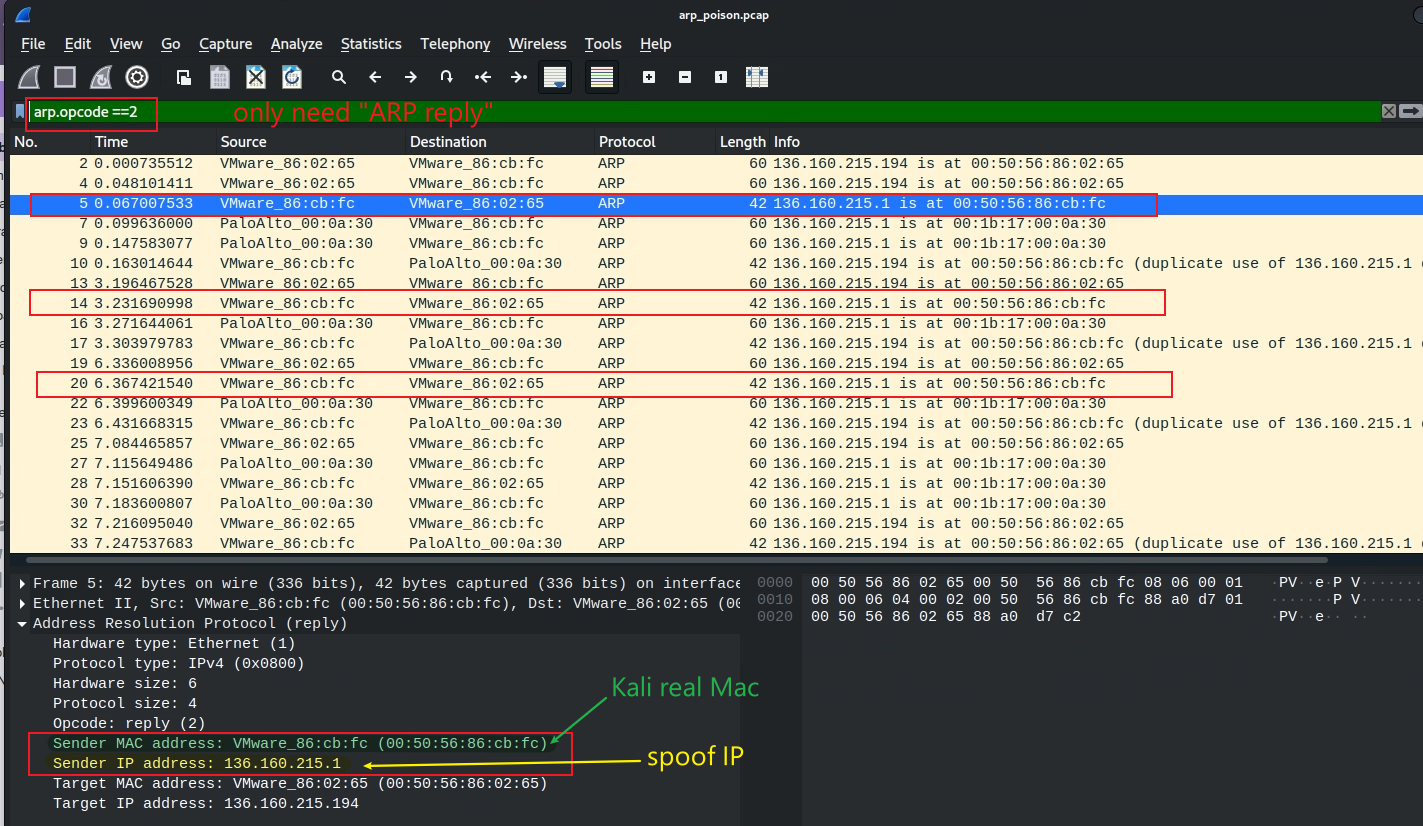 arp_poison.pcap
File Edit View Go Capture Analyze Statistics Telephony Wireless Tools Help
arp.opcode ==2
only need "ARP reply"
No. Time Source Destination Protocol Length Info
2 0.000735512 VMware_86:02:65 VMware_86:cb:fc ARP 60 136.160.215.194 is at 00:50:56:86:02:65
4 0.048101411 VMware_86:02:65 VMware_86:cb:fc ARP 60 136.160.215.194 is at 00:50:56:86:02:65
5 0.067007533 VMware_86:cb:fc VMware_86:02:65 ARP 42 136.160.215.1 is at 00:50:56:86:cb:fc
7 0.099636000 PaloAlto_00:0a:30 VMware_86:cb:fc ARP 60 136.160.215.1 is at 00:1b:17:00:0a:30
9 0.147583077 PaloAlto_00:0a:30 VMware_86:cb:fc ARP 60 136.160.215.1 is at 00:1b:17:00:0a:30
10 0.163014644 VMware_86:cb:fc PaloAlto_00:0a:30 ARP 42 136.160.215.194 is at 00:50:56:86:cb:fc (duplicate use of 136.160.215.1
13 3.196467528 VMware_86:02:65 VMware_86:cb:fc ARP 60 136.160.215.194 is at 00:50:56:86:02:65
14 3.231690998 VMware_86:cb:fc VMware_86:02:65 ARP 42 136.160.215.1 is at 00:50:56:86:cb:fc
16 3.271644061 PaloAlto_00:0a:30 VMware_86:cb:fc ARP 60 136.160.215.1 is at 00:1b:17:00:0a:30
17 3.303979783 VMware_86:cb:fc PaloAlto_00:0a:30 ARP 42 136.160.215.194 is at 00:50:56:86:cb:fc (duplicate use of 136.160.215.1
19 6.336008956 VMware_86:02:65 VMware_86:cb:fc ARP 60 136.160.215.194 is at 00:50:56:86:02:65
20 6.367421540 VMware_86:cb:fc VMware_86:02:65 ARP 42 136.160.215.1 is at 00:50:56:86:cb:fc
22 6.399600349 PaloAlto_00:0a:30 VMware_86:cb:fc ARP 60 136.160.215.1 is at 00:1b:17:00:0a:30
23 6.431668315 VMware_86:cb:fc PaloAlto_00:0a:30 ARP 42 136.160.215.194 is at 00:50:56:86:cb:fc (duplicate use of 136.160.215.1
25 7.084465857 VMware_86:02:65 VMware_86:cb:fc ARP 60 136.160.215.194 is at 00:50:56:86:02:65
27 7.115649486 PaloAlto_00:0a:30 VMware_86:cb:fc ARP 60 136.160.215.1 is at 00:1b:17:00:0a:30
28 7.151606390 VMware_86:cb:fc VMware_86:02:65 ARP 42 136.160.215.1 is at 00:1b:17:00:0a:30
30 7.183600807 PaloAlto_00:0a:30 VMware_86:cb:fc ARP 60 136.160.215.1 is at 00:1b:17:00:0a:30
32 7.216095040 VMware_86:02:65 VMware_86:cb:fc ARP 60 136.160.215.194 is at 00:50:56:86:02:65
33 7.247537683 VMware_86:cb:fc PaloAlto_00:0a:30 ARP 42 136.160.215.194 is at 00:50:56:86:02:65 (duplicate use of 136.160.215.1
Frame 5: 42 bytes on wire (336 bits), 42 bytes captured (336 bits) on interface
Ethernet II, Src: VMware_86:cb:fc (00:50:56:86:cb:fc), Dst: VMware_86:02:65 (00
Address Resolution Protocol (reply)
Hardware type: Ethernet (1)
Protocol type: IPv4 (0x0800)
Hardware size: 6
Protocol size: 4
Opcode: reply (2)
Sender MAC address: VMware_86:cb:fc (00:50:56:86:cb:fc)
Sender IP address: 136.160.215.1
Target MAC address: VMware_86:02:65 (00:50:56:86:02:65)
Target IP address: 136.160.215.194
Kali real Mac
spoof IP
0000 00 50 56 86 02 65 00 50 56 86 cb fc 08 06 00 01 ·PV··e·P V·······
0010 08 00 06 04 00 02 00 50 56 86 cb fc 88 a0 d7 01 ·······P V·······
0020 00 50 56 86 02 65 88 a0 d7 c2 ·PV··e·· ··